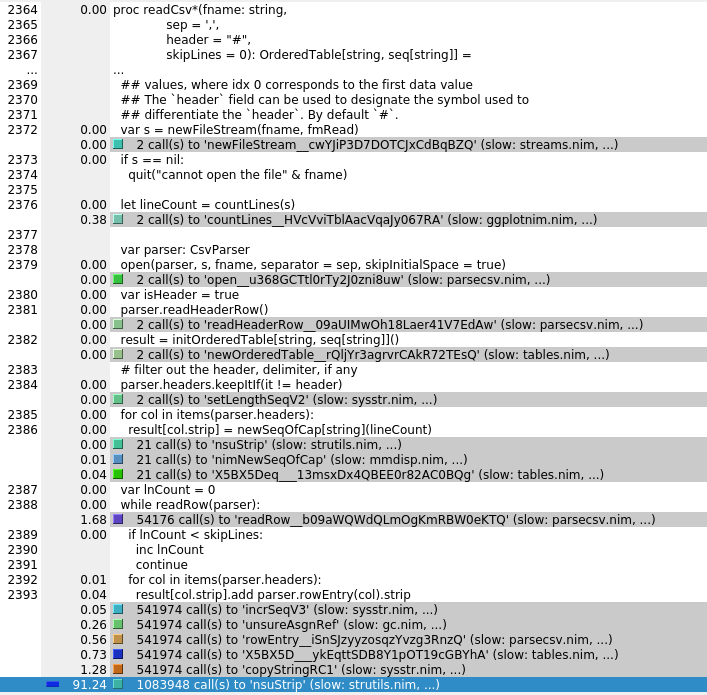 2364 0.00 proc readCsv*(fname: string,
2365 sep = ',',
2366 header = "#",
2367 skipLines = 0): OrderedTable[string, seq[string]] =
... ...
2369 ## values, where idx 0 corresponds to the first data value
2370 ## The `header` field can be used to designate the symbol used to
2371 ## differentiate the `header`. By default `#`.
2372 0.00 var s = newFileStream(fname, fmRead)
0.00 2 call(s) to 'newFileStream__cwYJiP3D7DOTCJxCdBqBZQ' (slow: streams.nim, ...)
2373 0.00 if s == nil:
2374 quit("cannot open the file" & fname)
2375
2376 0.00 let lineCount = countLines(s)
0.38 2 call(s) to 'countLines__HVcVviTblAacVqaJy067RA' (slow: ggplotnim.nim, ...)
2377
2378 var parser: CsvParser
2379 0.00 open(parser, s, fname, separator = sep, skipInitialSpace = true)
0.00 2 call(s) to 'open__u368GCTtl0rTy2J0zni8uw' (slow: parsecsv.nim, ...)
2380 0.00 var isHeader = true
2381 0.00 parser.readHeaderRow()
0.00 2 call(s) to 'readHeaderRow__09aUIMwOh18Laer41V7EdAw' (slow: parsecsv.nim, ...)
2382 0.00 result = initOrderedTable[string, seq[string]]()
0.00 2 call(s) to 'newOrderedTable__rQljYr3agrvrCAkR72TEsQ' (slow: tables.nim, ...)
2383 # filter out the header, delimiter, if any
2384 0.00 parser.headers.keepItIf(it != header)
0.00 2 call(s) to 'setLengthSeqV2' (slow: sysstr.nim, ...)
2385 0.00 for col in items(parser.headers):
2386 0.00 result[col.strip] = newSeqOfCap[string](lineCount)
0.00 21 call(s) to 'nsuStrip' (slow: strutils.nim, ...)
0.01 21 call(s) to 'nimNewSeqOfCap' (slow: mmdisp.nim, ...)
0.04 21 call(s) to 'X5BX5Deq___13msxDx4QBEE0r82AC0BQg' (slow: tables.nim, ...)
2387 0.00 var lnCount = 0
2388 0.00 while readRow(parser):
1.68 54176 call(s) to 'readRow__b09aWQWdQLmOgKmRBW0eKTQ' (slow: parsecsv.nim, ...)
2389 0.00 if lnCount < skipLines:
2390 inc lnCount
2391 continue
2392 0.01 for col in items(parser.headers):
2393 0.04 result[col.strip].add parser.rowEntry(col).strip
0.05 541974 call(s) to 'incrSeqV3' (slow: sysstr.nim, ...)
0.26 541974 call(s) to 'unsureAsgnRef' (slow: gc.nim, ...)
0.56 541974 call(s) to 'rowEntry__iSnSJzyyzosqzYvzg3RnzQ' (slow: parsecsv.nim, ...)
0.73 541974 call(s) to 'X5BX5D___ykEqttSDB8Y1pOT19cGBYhA' (slow: tables.nim, ...)
1.28 541974 call(s) to 'copyStringRC1' (slow: sysstr.nim, ...)
91.24 1083948 call(s) to 'nsuStrip' (slow: strutils.nim, ...)